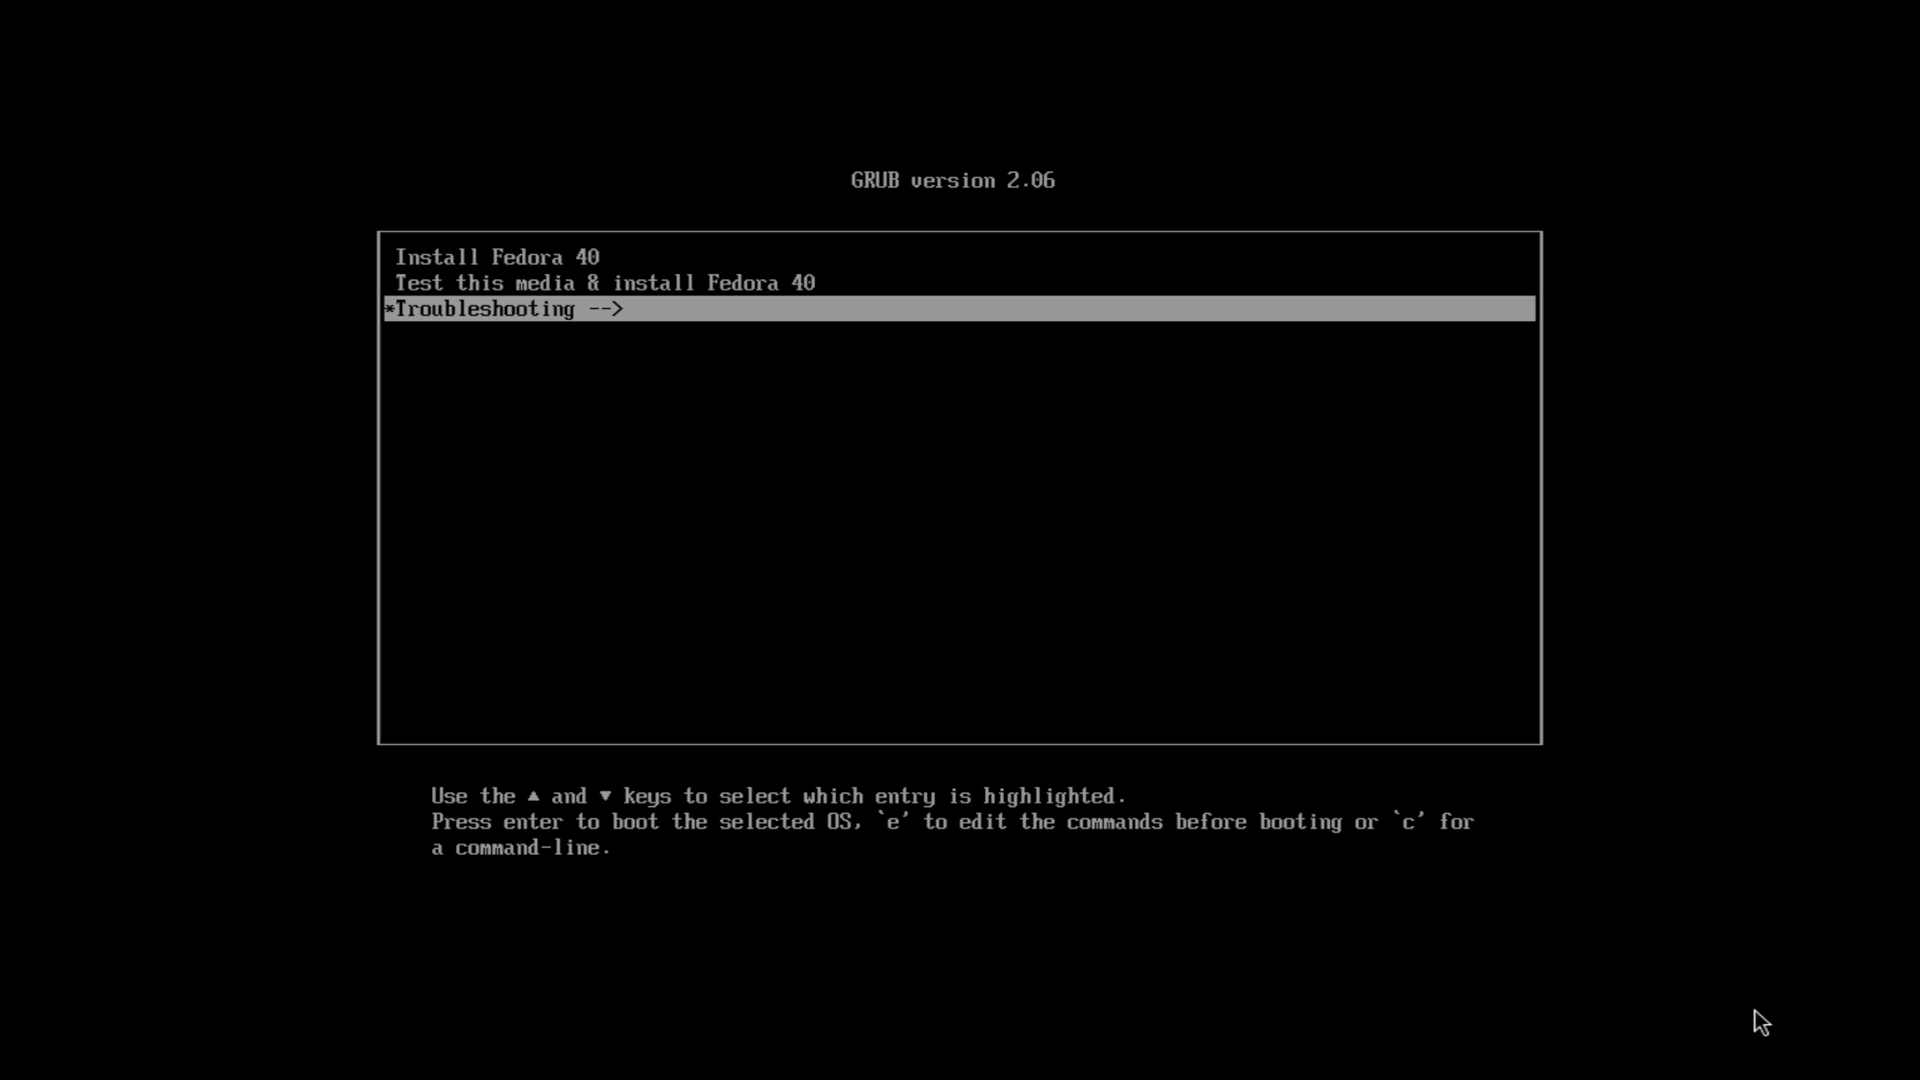 GRUB version 2.06
Install Fedora 40
Test this media & install Fedora 40
*Troubleshooting -->
Use the ▲ and ▼ keys to select which entry is highlighted.
Press enter to boot the selected OS, `e' to edit the commands before booting or `c' for
a command-line.